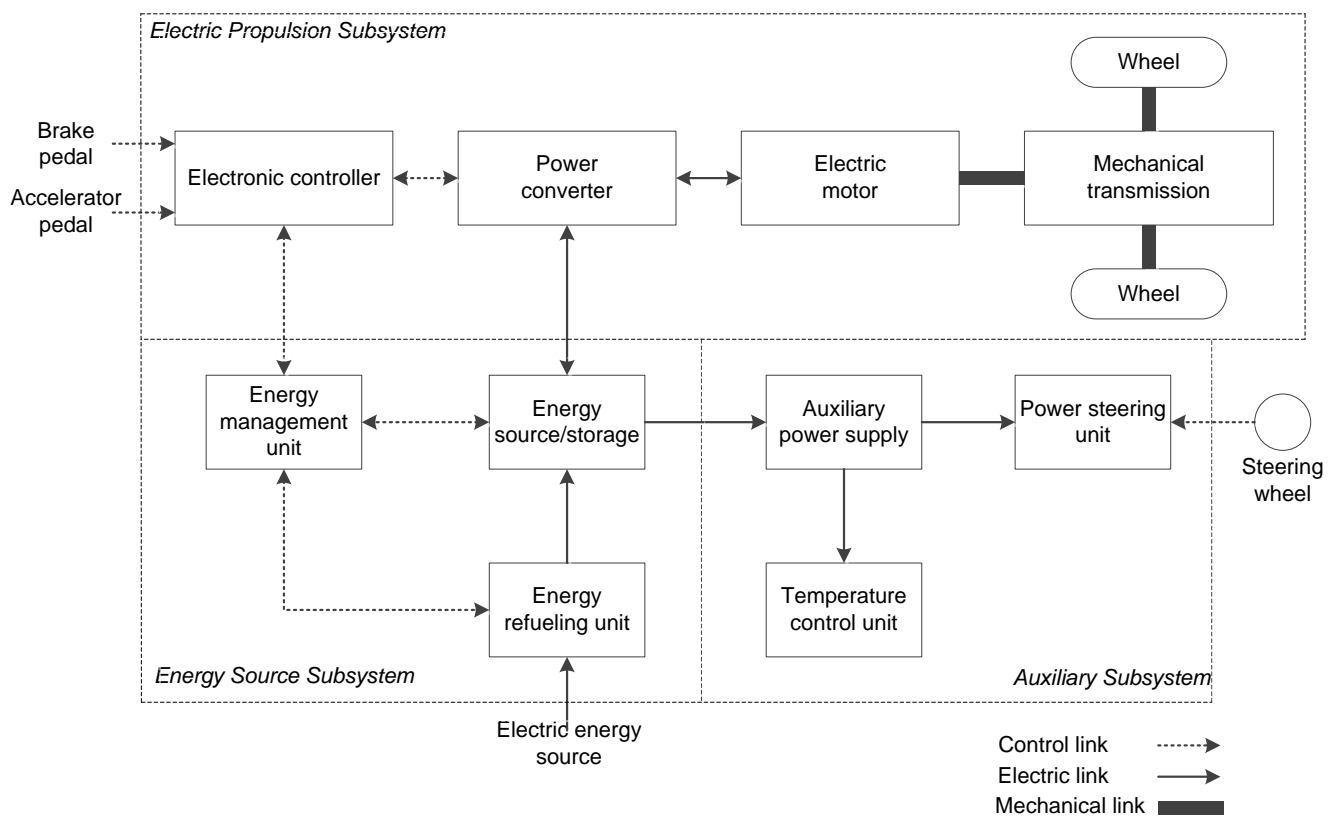 Electric Propulsion Subsystem
Wheel
Brake
pedal
Accelerator
pedal
Electronic controller
Power
converter
Electric
motor
Mechanical
transmission
Wheel
Energy
management
unit
Energy
source/storage
Auxiliary
power supply
Power steering
unit
Steering
wheel
Energy
refueling unit
Temperature
control unit
Energy Source Subsystem
Auxiliary Subsystem
Electric energy
source
Control link
Electric link
Mechanical link